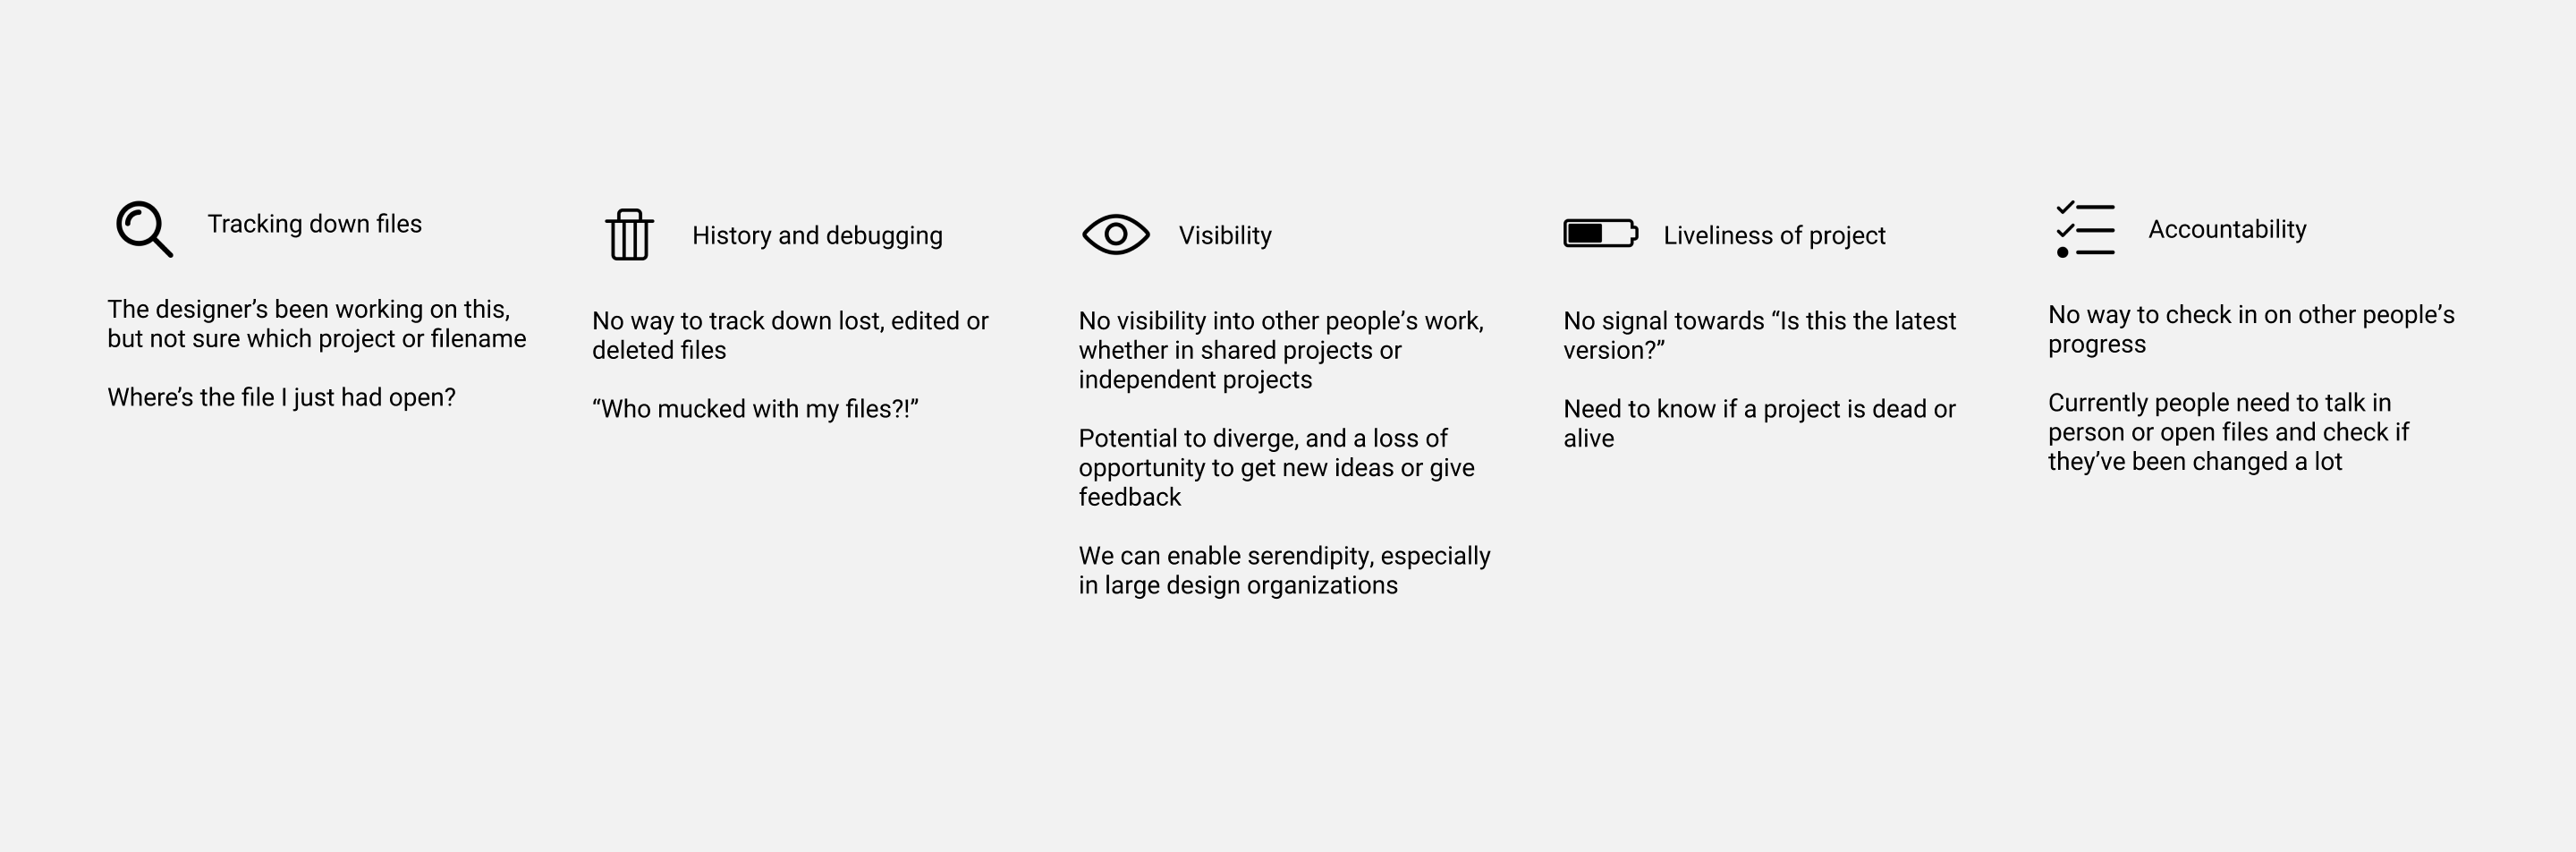 Tracking down files
The designer’s been working on this,
but not sure which project or filename
Where’s the file I just had open?
History and debugging
No way to track down lost, edited or
deleted files
“Who mucked with my files?!”
Visibility
No visibility into other people’s work,
whether in shared projects or
independent projects
Potential to diverge, and a loss of
opportunity to get new ideas or give
feedback
We can enable serendipity, especially
in large design organizations
Liveliness of project
No signal towards “Is this the latest
version?”
Need to know if a project is dead or
alive
Accountability
No way to check in on other people’s
progress
Currently people need to talk in
person or open files and check if
they’ve been changed a lot